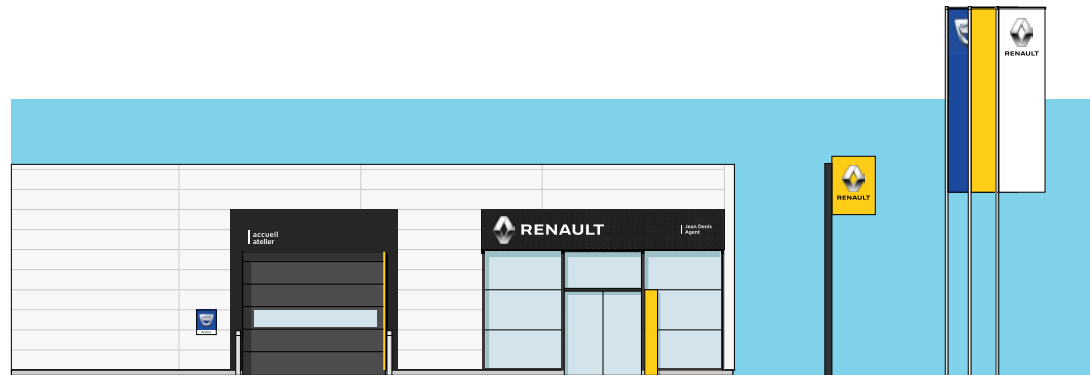 RENAULT
RENAULT
accueil
atelier
RENAULT
Jean Denis
Agent